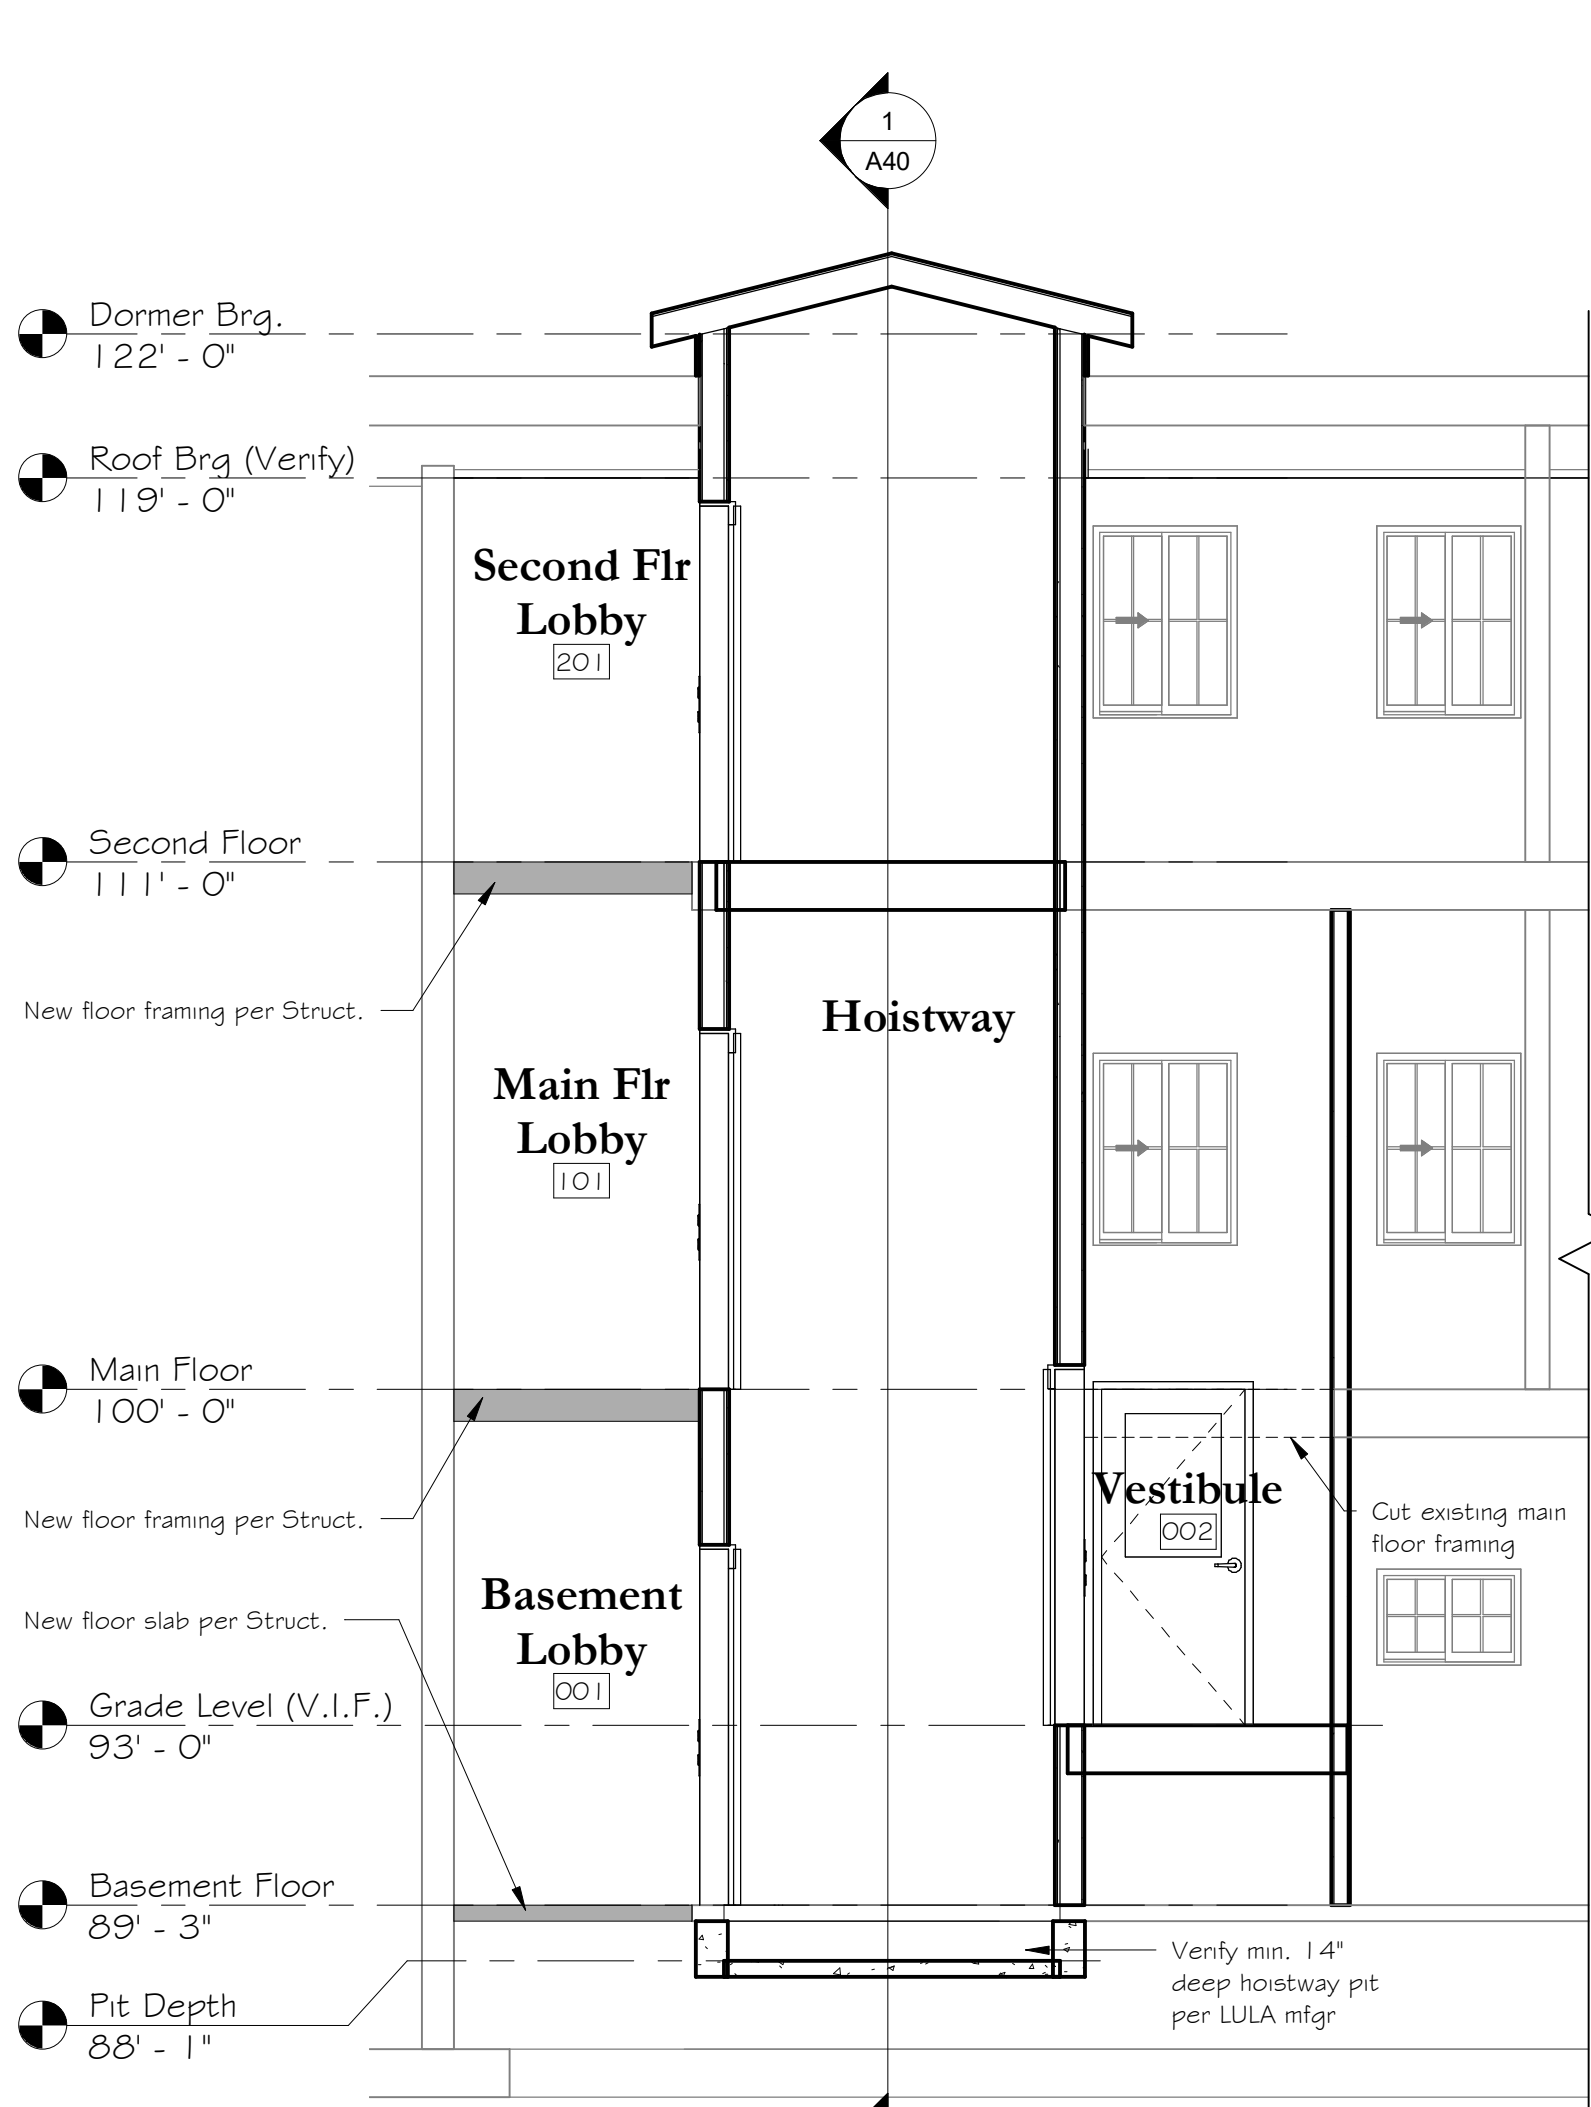 1
A40
Dormer Brg.
122' - 0"
Roof Brg (Verify)
119' - 0"
Second Flr
Lobby
201
Second Floor
111' - 0"
New floor framing per Struct.
Hoistway
Main Flr
Lobby
101
Main Floor
100' - 0"
New floor framing per Struct.
Vestibule
002
Cut existing main
floor framing
Basement
Lobby
001
New floor slab per Struct.
Grade Level (V.I.F.)
93' - 0"
Basement Floor
89' - 3"
Verify min. 14"
deep hoistway pit
per LULA mfgr
Pit Depth
88' - 1"